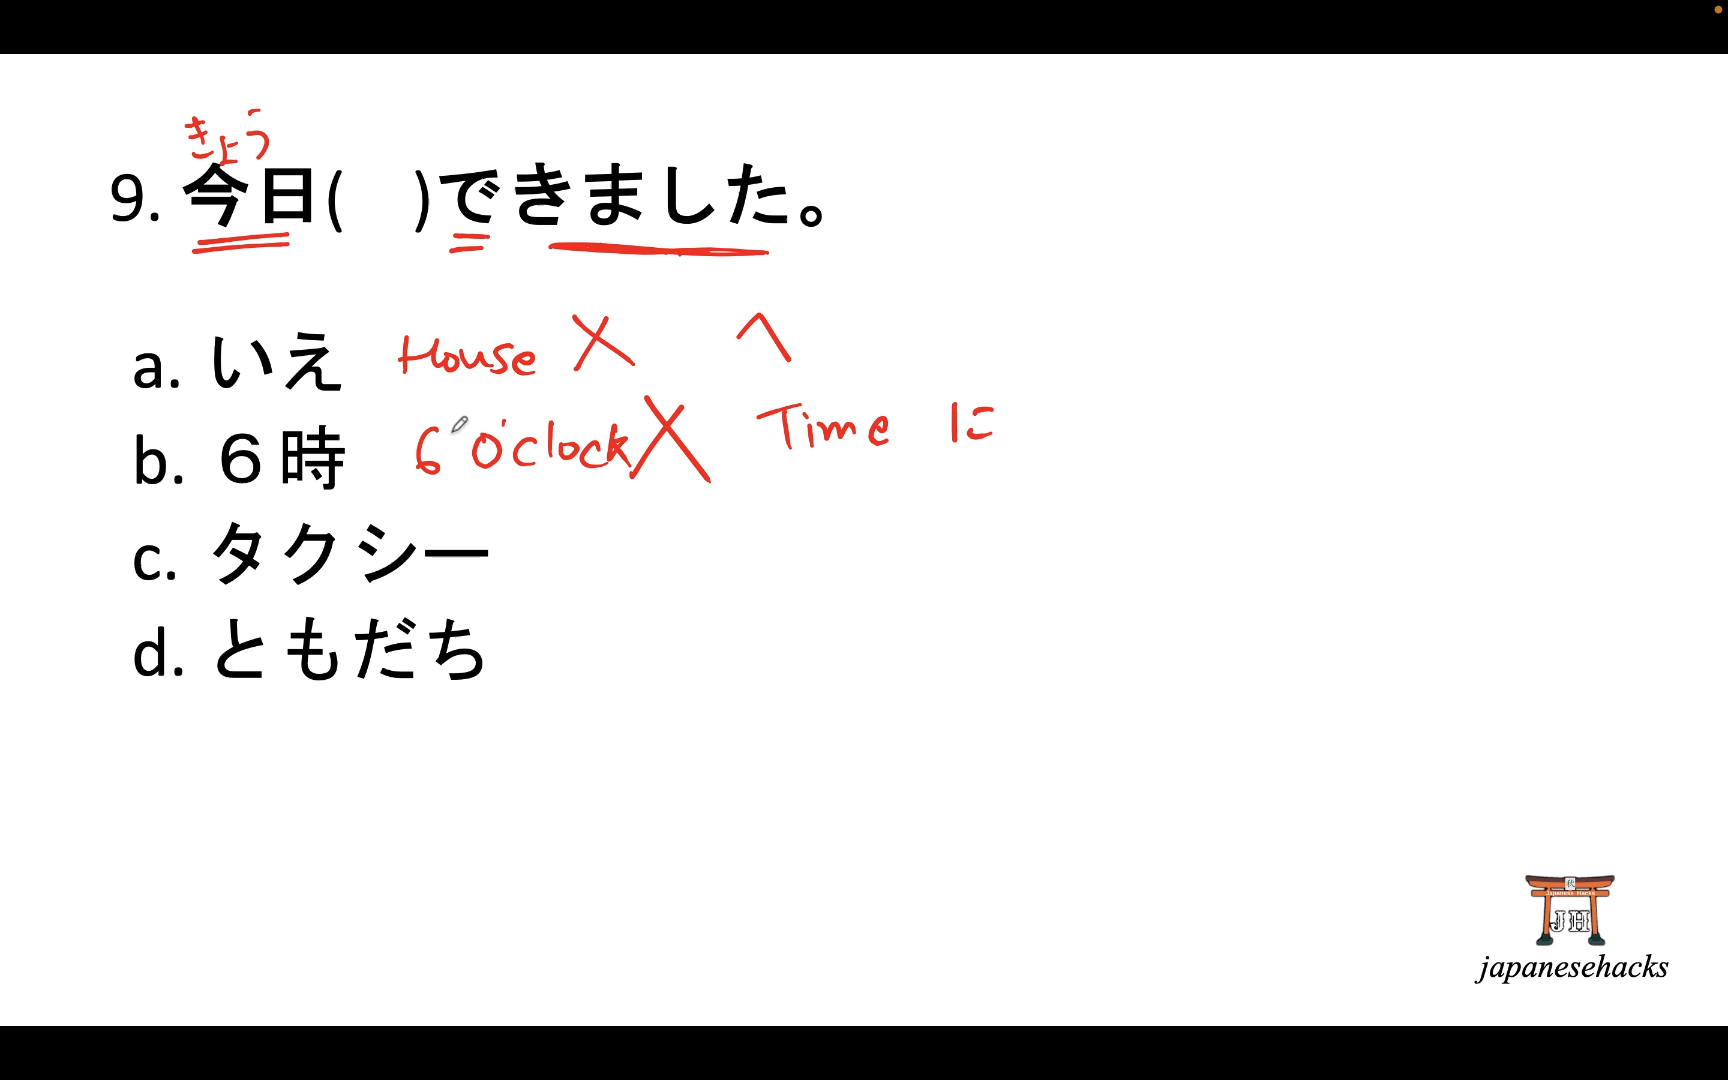 きょう
9. 今日(　)できました。
a. いえ House X へ
b. ６時 6 o'clock X Time に
c. タクシー
d. ともだち
JH
japanesehacks